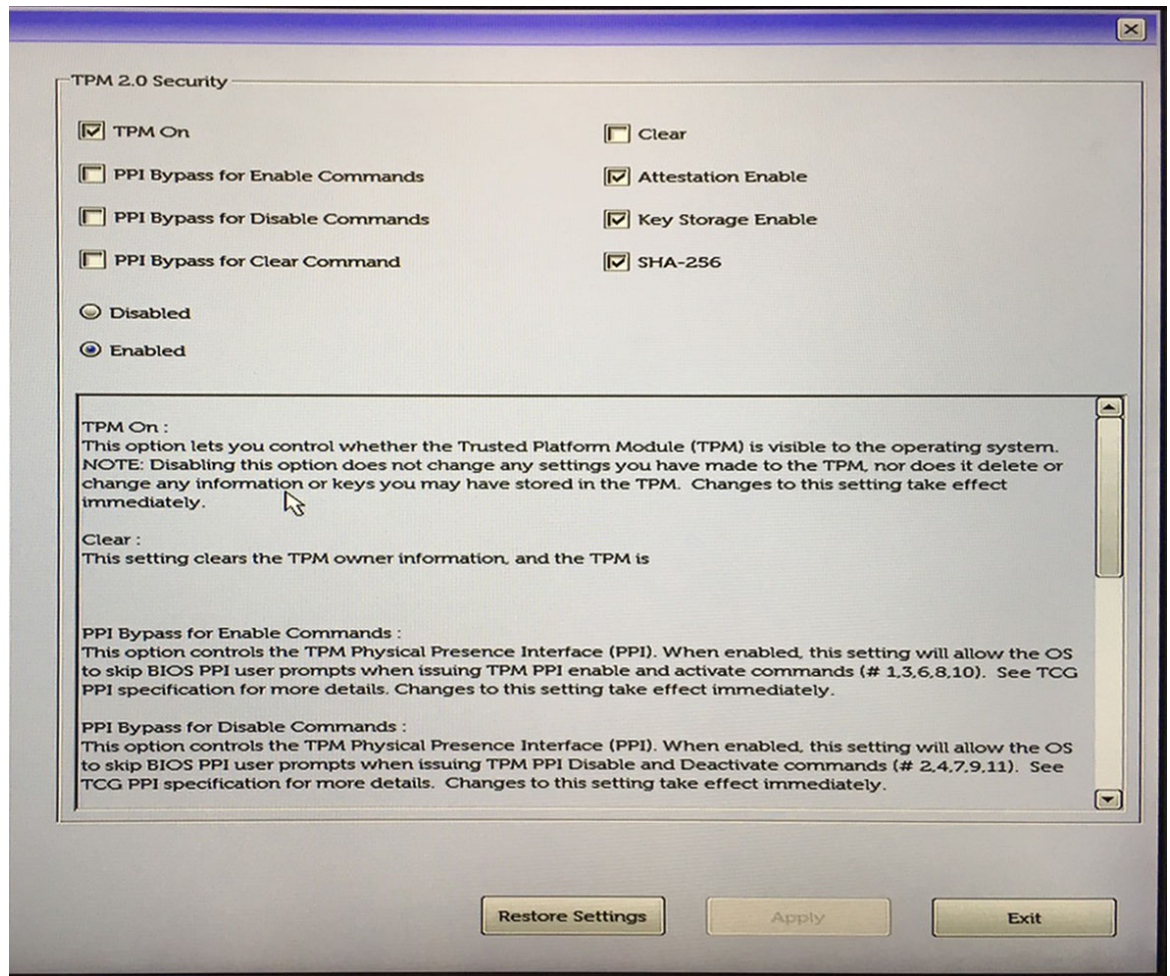 TPM 2.0 Security
TPM On
Clear
PPI Bypass for Enable Commands
Attestation Enable
PPI Bypass for Disable Commands
Key Storage Enable
PPI Bypass for Clear Command
SHA-256
Disabled
Enabled
TPM On :
This option lets you control whether the Trusted Platform Module (TPM) is visible to the operating system.
NOTE: Disabling this option does not change any settings you have made to the TPM, nor does it delete or
change any information or keys you may have stored in the TPM.  Changes to this setting take effect
immediately.
Clear :
This setting clears the TPM owner information, and the TPM is
PPI Bypass for Enable Commands :
This option controls the TPM Physical Presence Interface (PPI). When enabled, this setting will allow the OS
to skip BIOS PPI user prompts when issuing TPM PPI enable and activate commands (# 1,3,6,8,10).  See TCG
PPI specification for more details. Changes to this setting take effect immediately.
PPI Bypass for Disable Commands :
This option controls the TPM Physical Presence Interface (PPI). When enabled, this setting will allow the OS
to skip BIOS PPI user prompts when issuing TPM PPI Disable and Deactivate commands (# 2,4,7,9,11).  See
TCG PPI specification for more details.  Changes to this setting take effect immediately.
Restore Settings
Apply
Exit